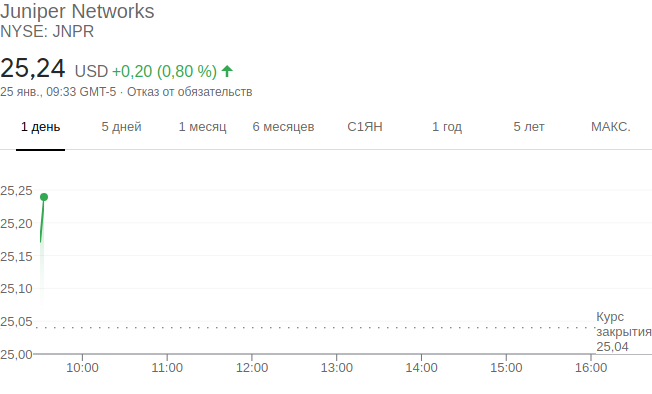 Juniper Networks
NYSE: JNPR
25,24 USD +0,20 (0,80 %)
25 янв., 09:33 GMT-5 · Отказ от обязательств
1 день 5 дней 1 месяц 6 месяцев С1ЯН 1 год 5 лет МАКС.
25,25
25,20
25,15
25,10
25,05
25,00
Курс
закрытия
25,04
10:00 11:00 12:00 13:00 14:00 15:00 16:00